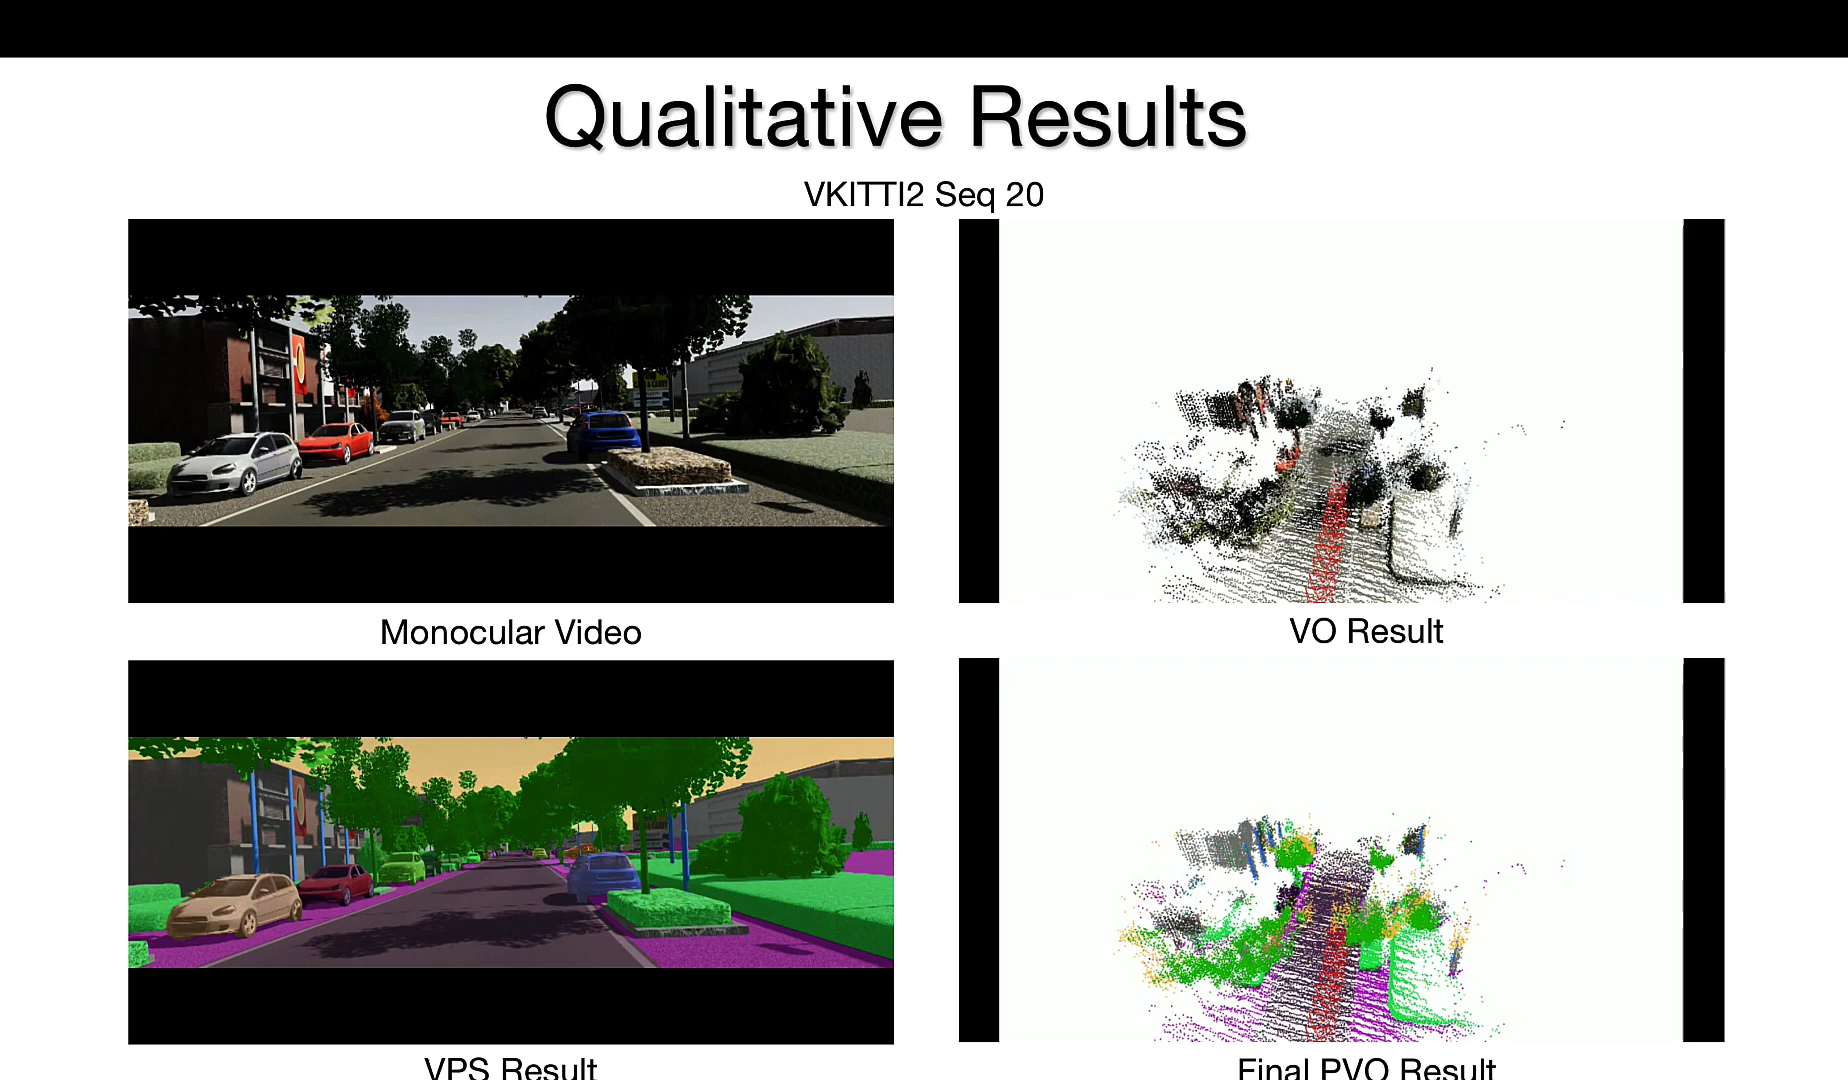 Qualitative Results
VKITTI2 Seq 20
Monocular Video
VO Result
VPS Result
Final PVO Result